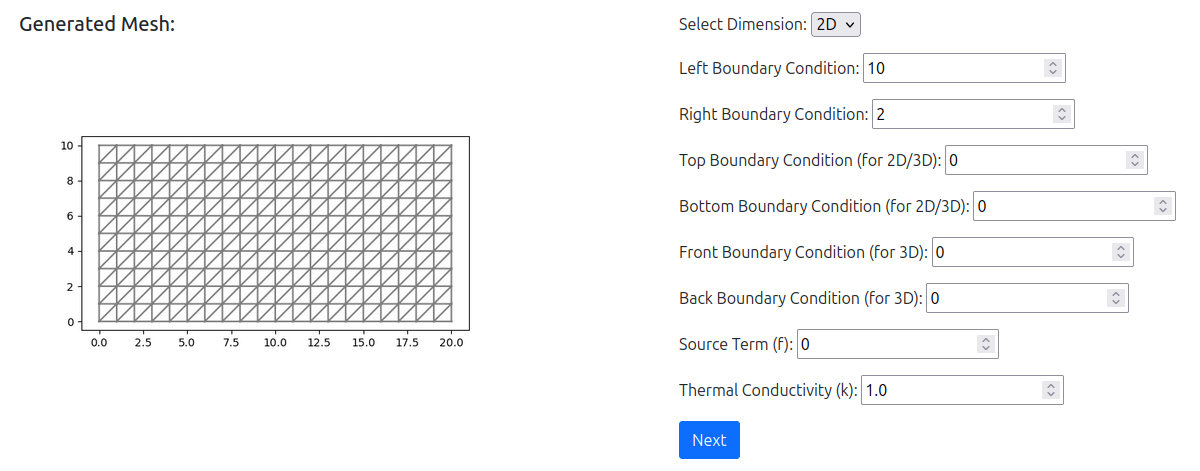 Generated Mesh:
10
8
6
4
2
0
0.0 2.5 5.0 7.5 10.0 12.5 15.0 17.5 20.0
Select Dimension: 2D
Left Boundary Condition: 10
Right Boundary Condition: 2
Top Boundary Condition (for 2D/3D): 0
Bottom Boundary Condition (for 2D/3D): 0
Front Boundary Condition (for 3D): 0
Back Boundary Condition (for 3D): 0
Source Term (f): 0
Thermal Conductivity (k): 1.0
Next